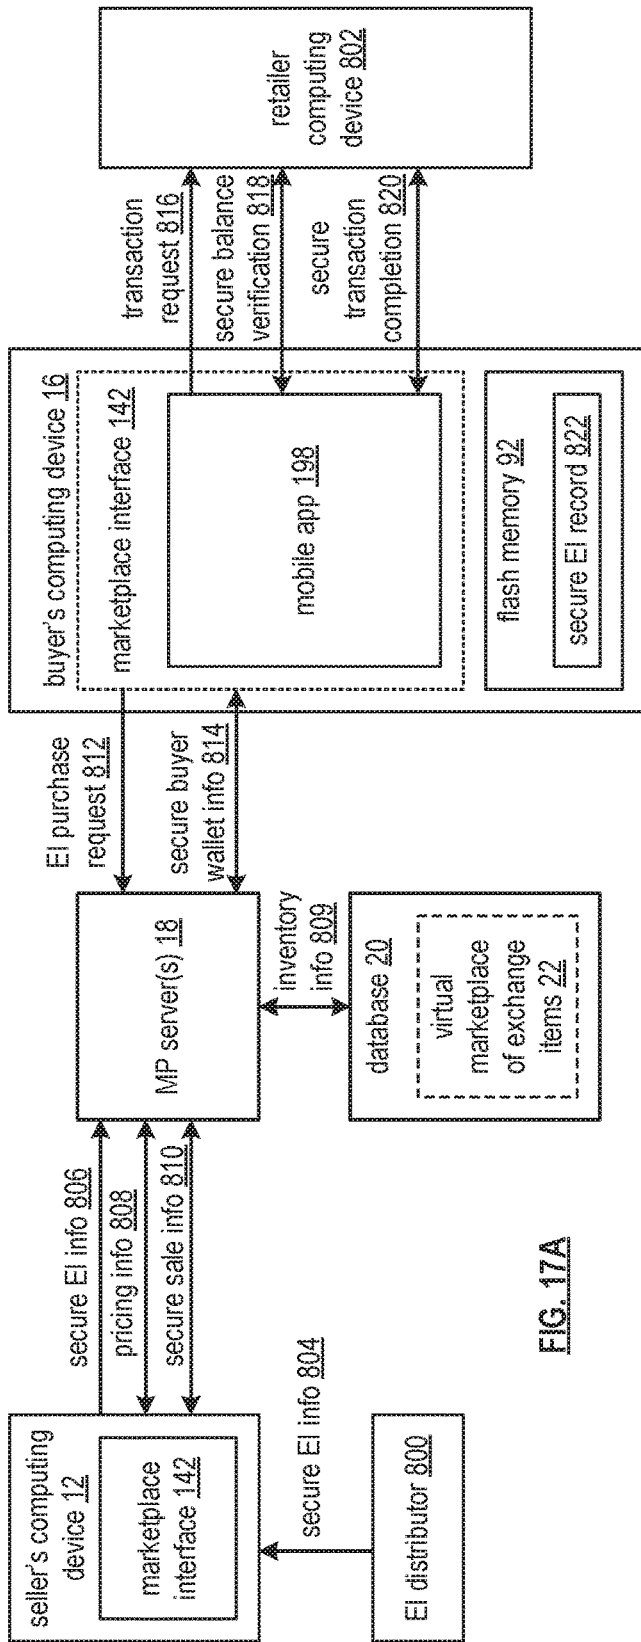 seller's computing
device 12
marketplace
interface 142
secure EI info 804
EI distributor 800
secure EI info 806
pricing info 808
secure sale info 810
MP server(s) 18
inventory
info 809
database 20
virtual
marketplace
of exchange
items 22
EI purchase
request 812
secure buyer
wallet info 814
buyer's computing device 16
marketplace interface 142
mobile app 198
flash memory 92
secure EI record 822
transaction
request 816
secure balance
verification 818
secure
transaction
completion 820
retailer
computing
device 802
FIG. 17A